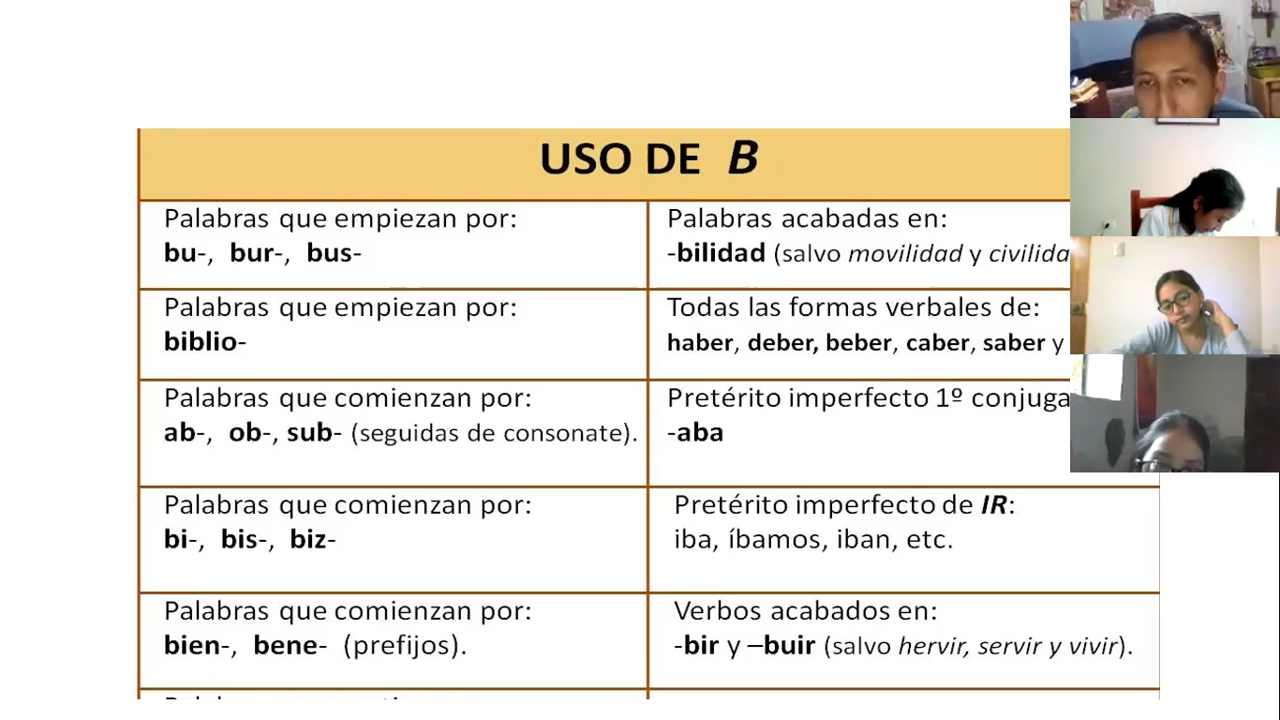 USO DE B
Palabras que empiezan por:
bu-, bur-, bus-
Palabras acabadas en:
-bilidad (salvo movilidad y civilida
Palabras que empiezan por:
biblio-
Todas las formas verbales de:
haber, deber, beber, caber, saber y
Palabras que comienzan por:
ab-, ob-, sub- (seguidas de consonate).
Pretérito imperfecto 1º conjuga
-aba
Palabras que comienzan por:
bi-, bis-, biz-
Pretérito imperfecto de IR:
iba, íbamos, iban, etc.
Palabras que comienzan por:
bien-, bene- (prefijos).
Verbos acabados en:
-bir y –buir (salvo hervir, servir y vivir).